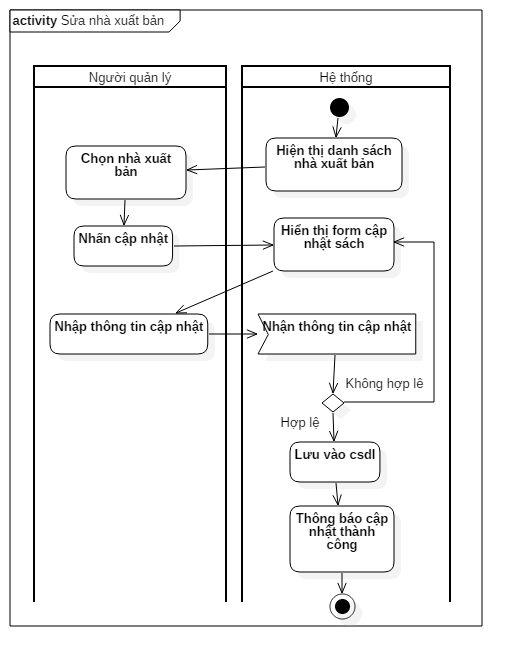 activity Sửa nhà xuất bản
Người quản lý
Hệ thống
Hiện thị danh sách
nhà xuất bản
Chọn nhà xuất
bản
Nhấn cập nhật
Hiển thị form cập
nhật sách
Nhập thông tin cập nhật
Nhận thông tin cập nhật
Không hợp lê
Hợp lệ
Lưu vào csdl
Thông báo cập
nhật thành
công